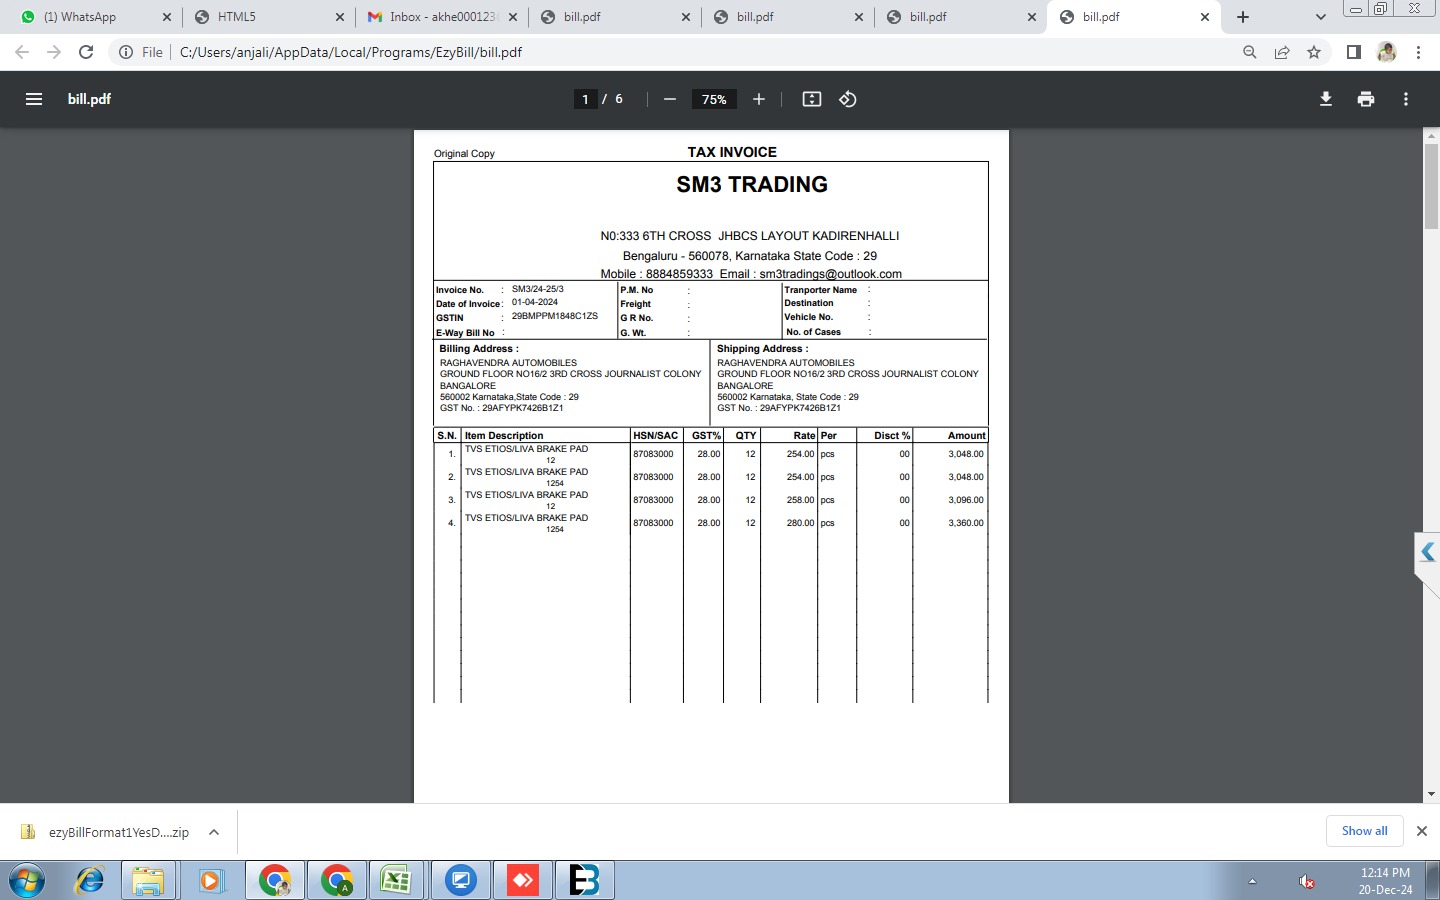 (1) WhatsApp
HTML5
Inbox - akhe000123
bill.pdf
bill.pdf
bill.pdf
bill.pdf
File
C:/Users/anjali/AppData/Local/Programs/EzyBill/bill.pdf
bill.pdf
1 / 6
75%
Original Copy
TAX INVOICE
SM3 TRADING
N0:333 6TH CROSS JHBCS LAYOUT KADIRENHALLI
Bengaluru - 560078, Karnataka State Code : 29
Mobile : 8884859333 Email : sm3tradings@outlook.com
Invoice No. : SM3/24-25/3 P.M. No : Tranporter Name :
Date of Invoice : 01-04-2024 Freight : Destination :
GSTIN : 29BMPPM1848C1ZS G R No. : Vehicle No. :
E-Way Bill No : G. Wt. : No. of Cases :
Billing Address :
RAGHAVENDRA AUTOMOBILES
GROUND FLOOR NO16/2 3RD CROSS JOURNALIST COLONY
BANGALORE
560002 Karnataka,State Code : 29
GST No. : 29AFYPK7426B1Z1
Shipping Address :
RAGHAVENDRA AUTOMOBILES
GROUND FLOOR NO16/2 3RD CROSS JOURNALIST COLONY
BANGALORE
560002 Karnataka, State Code : 29
GST No. : 29AFYPK7426B1Z1
S.N. Item Description HSN/SAC GST% QTY Rate Per Disct % Amount
1. TVS ETIOS/LIVA BRAKE PAD 87083000 28.00 12 254.00 pcs 00 3,048.00
12
2. TVS ETIOS/LIVA BRAKE PAD 87083000 28.00 12 254.00 pcs 00 3,048.00
1254
3. TVS ETIOS/LIVA BRAKE PAD 87083000 28.00 12 258.00 pcs 00 3,096.00
12
4. TVS ETIOS/LIVA BRAKE PAD 87083000 28.00 12 280.00 pcs 00 3,360.00
1254
ezyBillFormat1YesD....zip
Show all
A
12:14 PM
20-Dec-24